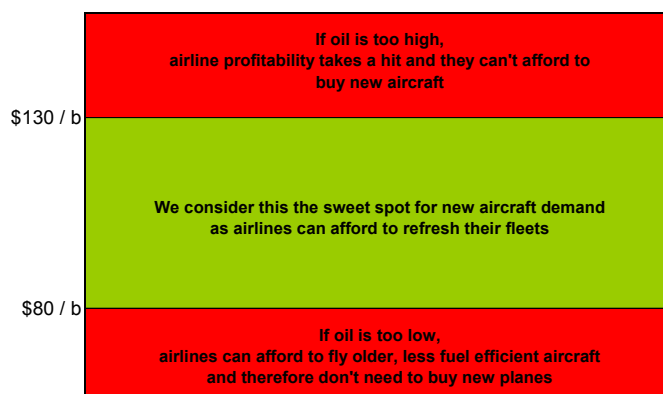 If oil is too high,
airline profitability takes a hit and they can't afford to
buy new aircraft
$130 / b
We consider this the sweet spot for new aircraft demand
as airlines can afford to refresh their fleets
$80 / b
If oil is too low,
airlines can afford to fly older, less fuel efficient aircraft
and therefore don't need to buy new planes